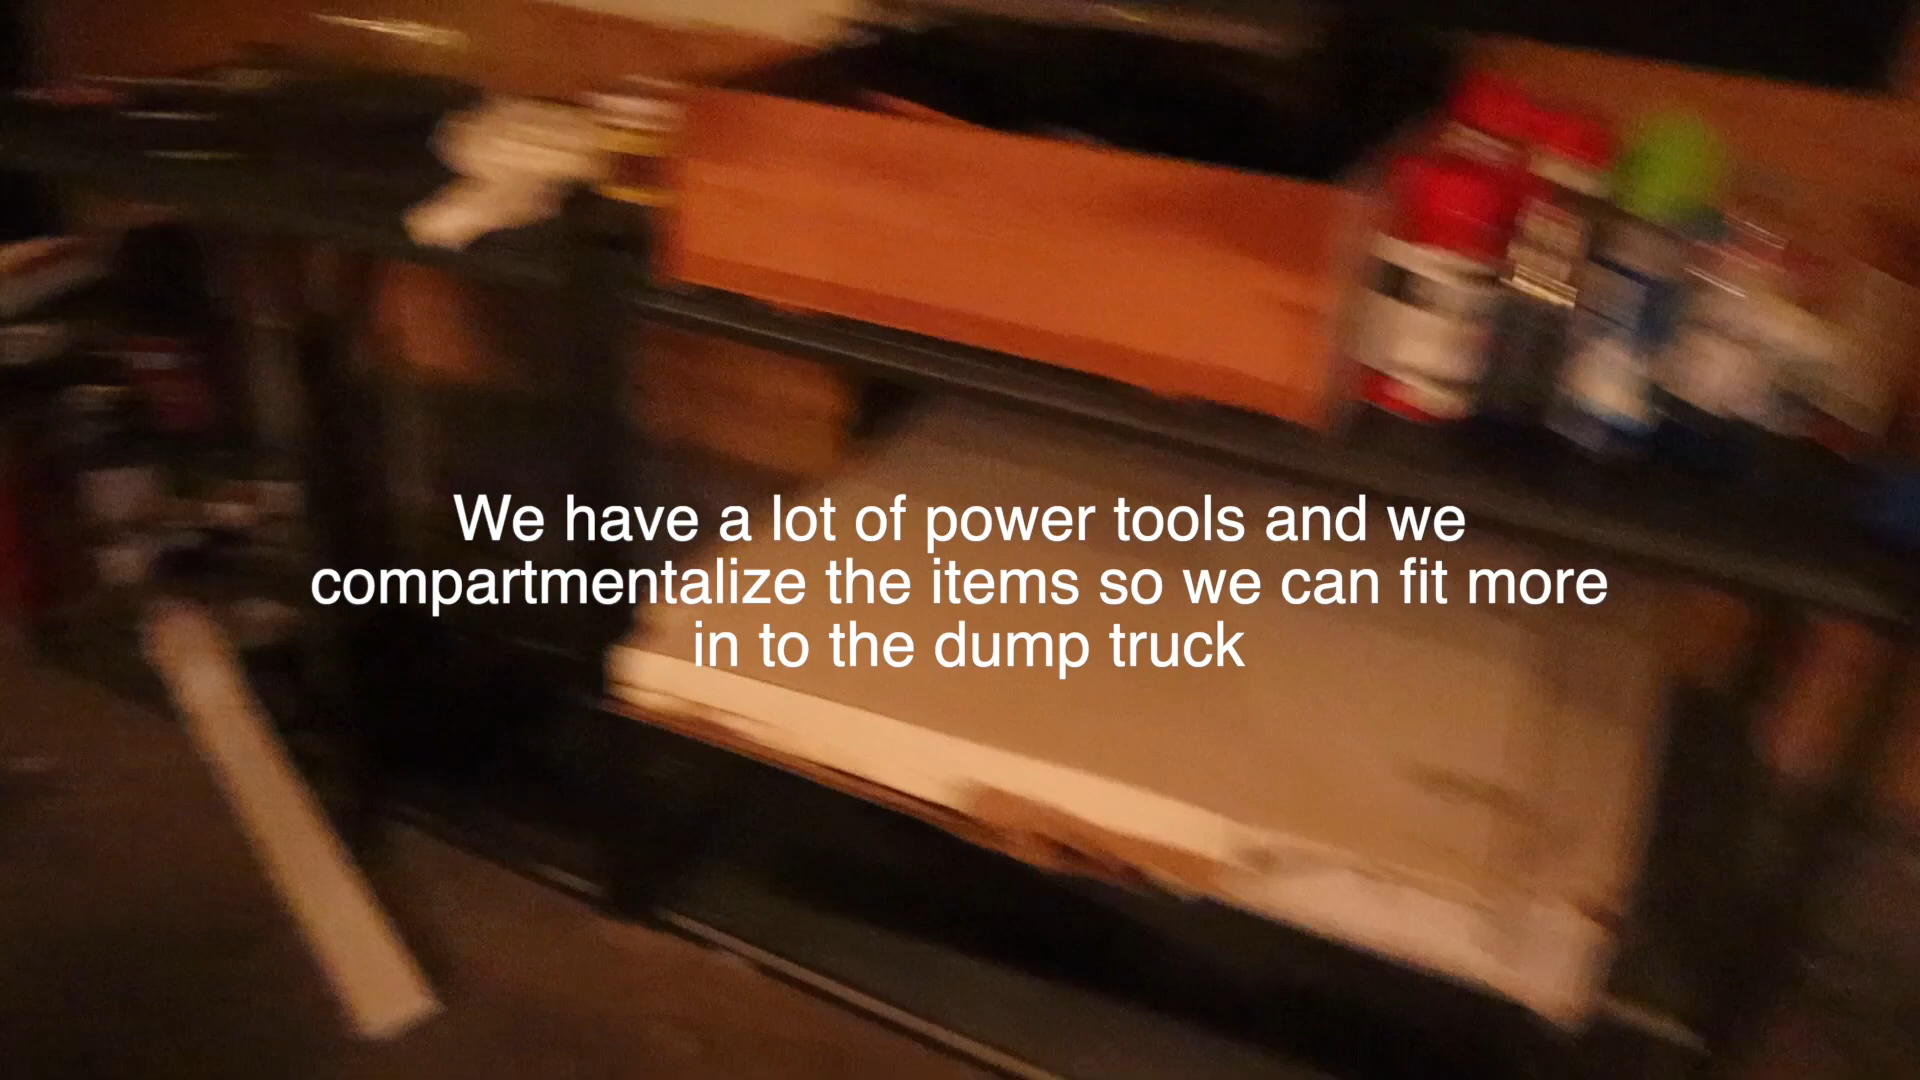 We have a lot of power tools and we
compartmentalize the items so we can fit more
in to the dump truck